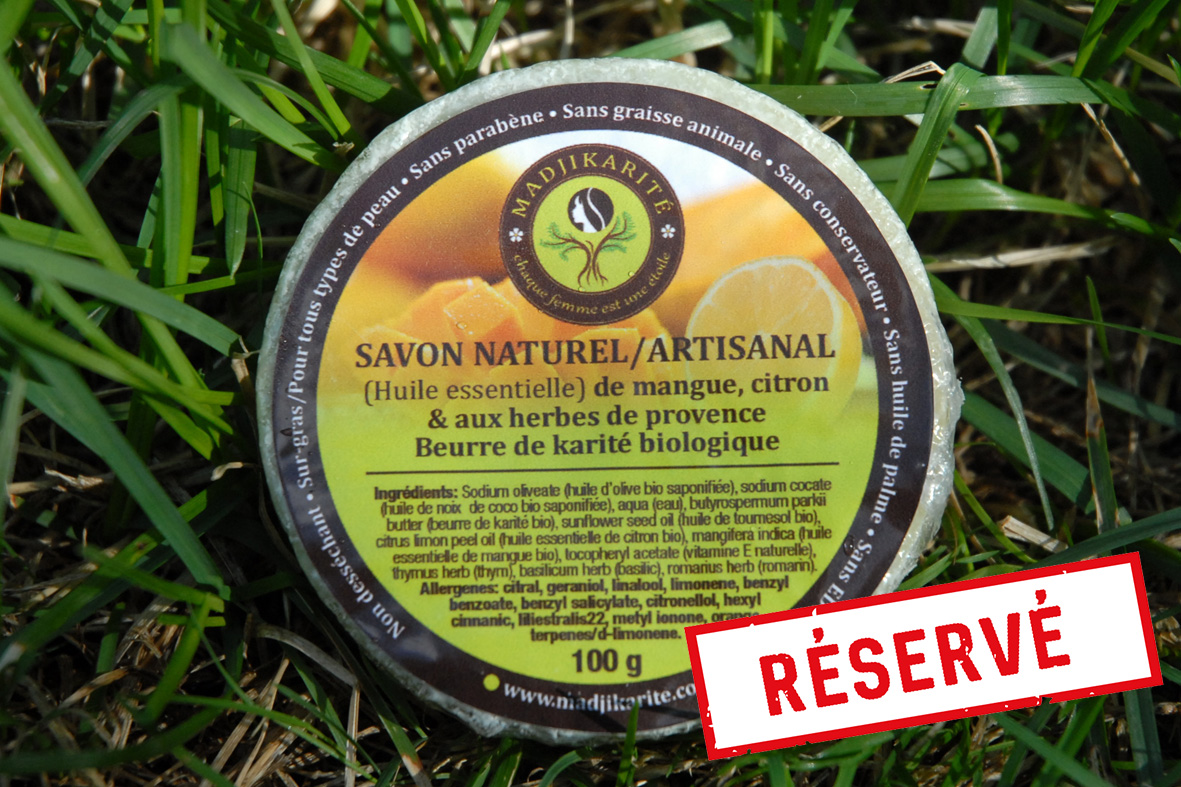 Non desséchant • Sur-gras/Pour tous types de peau • Sans parabène • Sans graisse animale • Sans conservateur • Sans huile de palme • Sans
MADJIKARITÉ
chaque femme est une étoile
SAVON NATUREL/ARTISANAL
(Huile essentielle) de mangue, citron
& aux herbes de provence
Beurre de karité biologique
Ingrédients: Sodium oliveate (huile d'olive bio saponifiée), sodium cocate
(huile de noix de coco bio saponifiée), aqua (eau), butyrospermum parkii
butter (beurre de karité bio), sunflower seed oil (huile de tournesol bio),
citrus limon peel oil (huile essentielle de citron bio), mangifera indica (huile
essentielle de mangue bio), tocopheryl acetate (vitamine E naturelle),
thymus herb (thym), basilicum herb (basilic), romarius herb (romarin).
Allergenes: citral, geraniol, linalool, limonene, benzyl
benzoate, benzyl salicylate, citronellol, hexyl
cinnanic, liliestralis22, metyl ionone, orange
terpenes/d-limonene.
100 g
www.madjikarite.co
RÉSERVÉ